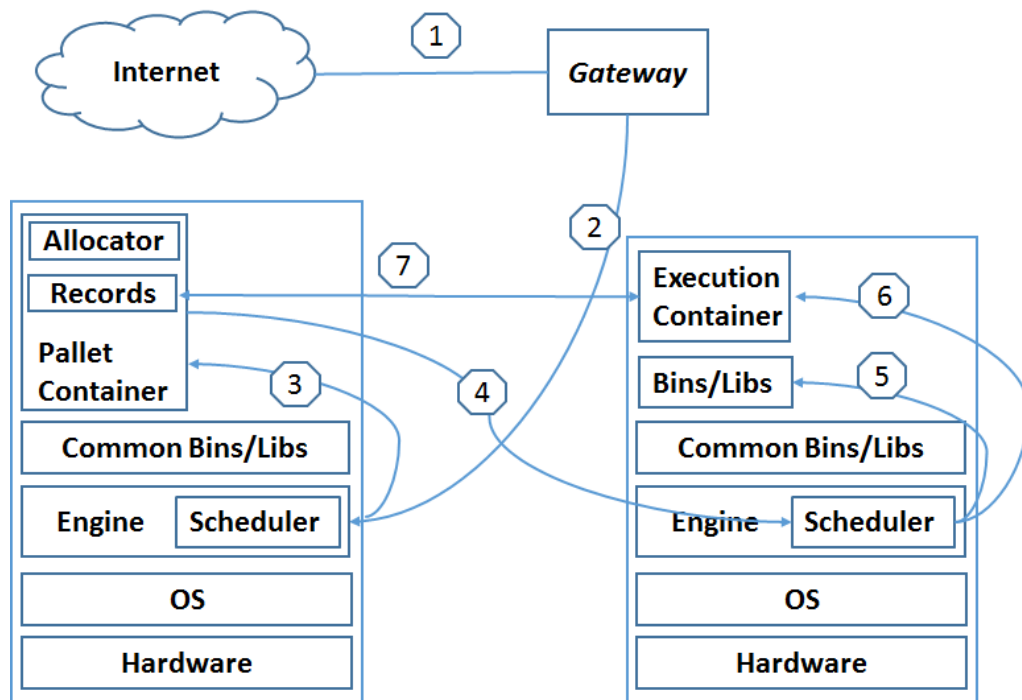 1
Internet
Gateway
2
Allocator
Records
Pallet
Container
7
3
4
Common Bins/Libs
Engine
Scheduler
OS
Hardware
Execution
Container
6
Bins/Libs
5
Common Bins/Libs
Engine
Scheduler
OS
Hardware